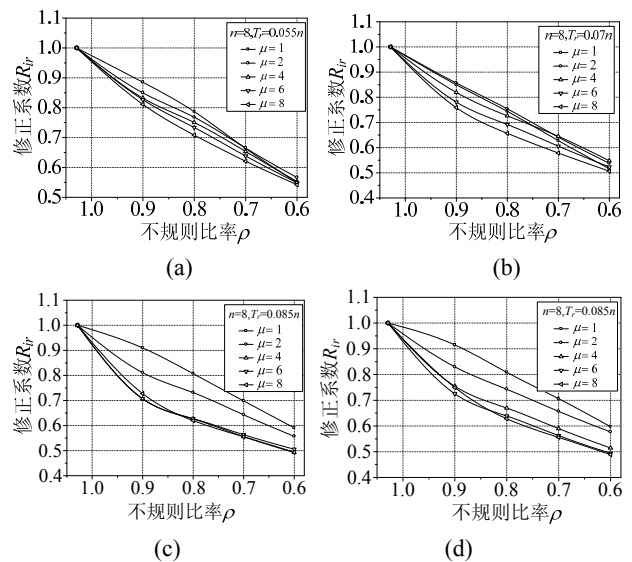 n=8,Tr=0.055n
μ= 1
μ= 2
μ= 4
μ= 6
μ= 8
修正系数Rir
1.1
1.0
0.9
0.8
0.7
0.6
0.5
1.0 0.9 0.8 0.7 0.6
不规则比率ρ
(a)
n=8,Tr=0.07n
μ= 1
μ= 2
μ= 4
μ= 6
μ= 8
修正系数Rir
1.1
1.0
0.9
0.8
0.7
0.6
0.5
0.4
1.0 0.9 0.8 0.7 0.6
不规则比率ρ
(b)
n=8,Tr=0.085n
μ= 1
μ= 2
μ= 4
μ= 6
μ= 8
修正系数Rir
1.1
1.0
0.9
0.8
0.7
0.6
0.5
0.4
1.0 0.9 0.8 0.7 0.6
不规则比率ρ
(c)
n=8,Tr=0.085n
μ= 1
μ= 2
μ= 4
μ= 6
μ= 8
修正系数Rir
1.1
1.0
0.9
0.8
0.7
0.6
0.5
0.4
1.0 0.9 0.8 0.7 0.6
不规则比率ρ
(d)